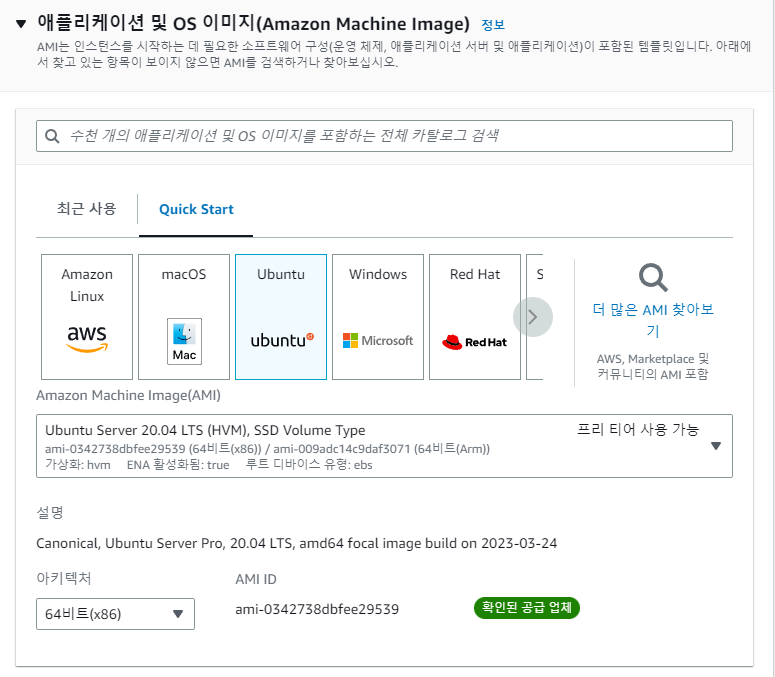 애플리케이션 및 OS 이미지(Amazon Machine Image) 정보
AMI는 인스턴스를 시작하는 데 필요한 소프트웨어 구성(운영 체제, 애플리케이션 서버 및 애플리케이션)이 포함된 템플릿입니다. 아래에
서 찾고 있는 항목이 보이지 않으면 AMI를 검색하거나 찾아보십시오.
수천 개의 애플리케이션 및 OS 이미지를 포함하는 전체 카탈로그 검색
최근 사용
Quick Start
Amazon
Linux
aws
macOS
Mac
Ubuntu
ubuntu
Windows
Microsoft
Red Hat
Red Hat
S
더 많은 AMI 찾아보
기
AWS, Marketplace 및
커뮤니티의 AMI 포함
Amazon Machine Image(AMI)
Ubuntu Server 20.04 LTS (HVM), SSD Volume Type
프리 티어 사용 가능
ami-0342738dbfee29539 (64비트(x86)) / ami-009adc14c9daf3071 (64비트(Arm))
가상화: hvm ENA 활성화됨: true 루트 디바이스 유형: ebs
설명
Canonical, Ubuntu Server Pro, 20.04 LTS, amd64 focal image build on 2023-03-24
아키텍처
AMI ID
64비트(x86)
ami-0342738dbfee29539
확인된 공급 업체